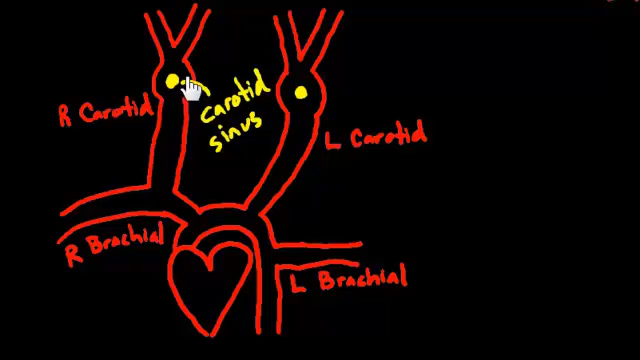 R Carotid
carotid
sinus
L Carotid
R Brachial
L Brachial